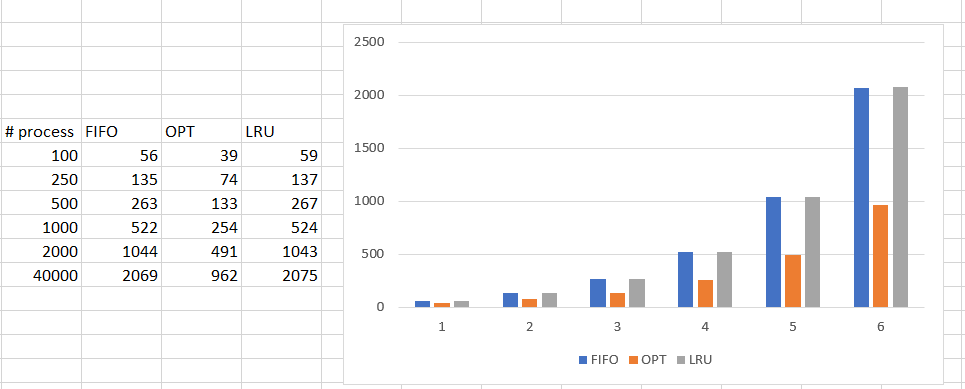 # process FIFO OPT LRU
100 56 39 59
250 135 74 137
500 263 133 267
1000 522 254 524
2000 1044 491 1043
40000 2069 962 2075
2500
2000
1500
1000
500
0
1 2 3 4 5 6
FIFO OPT LRU